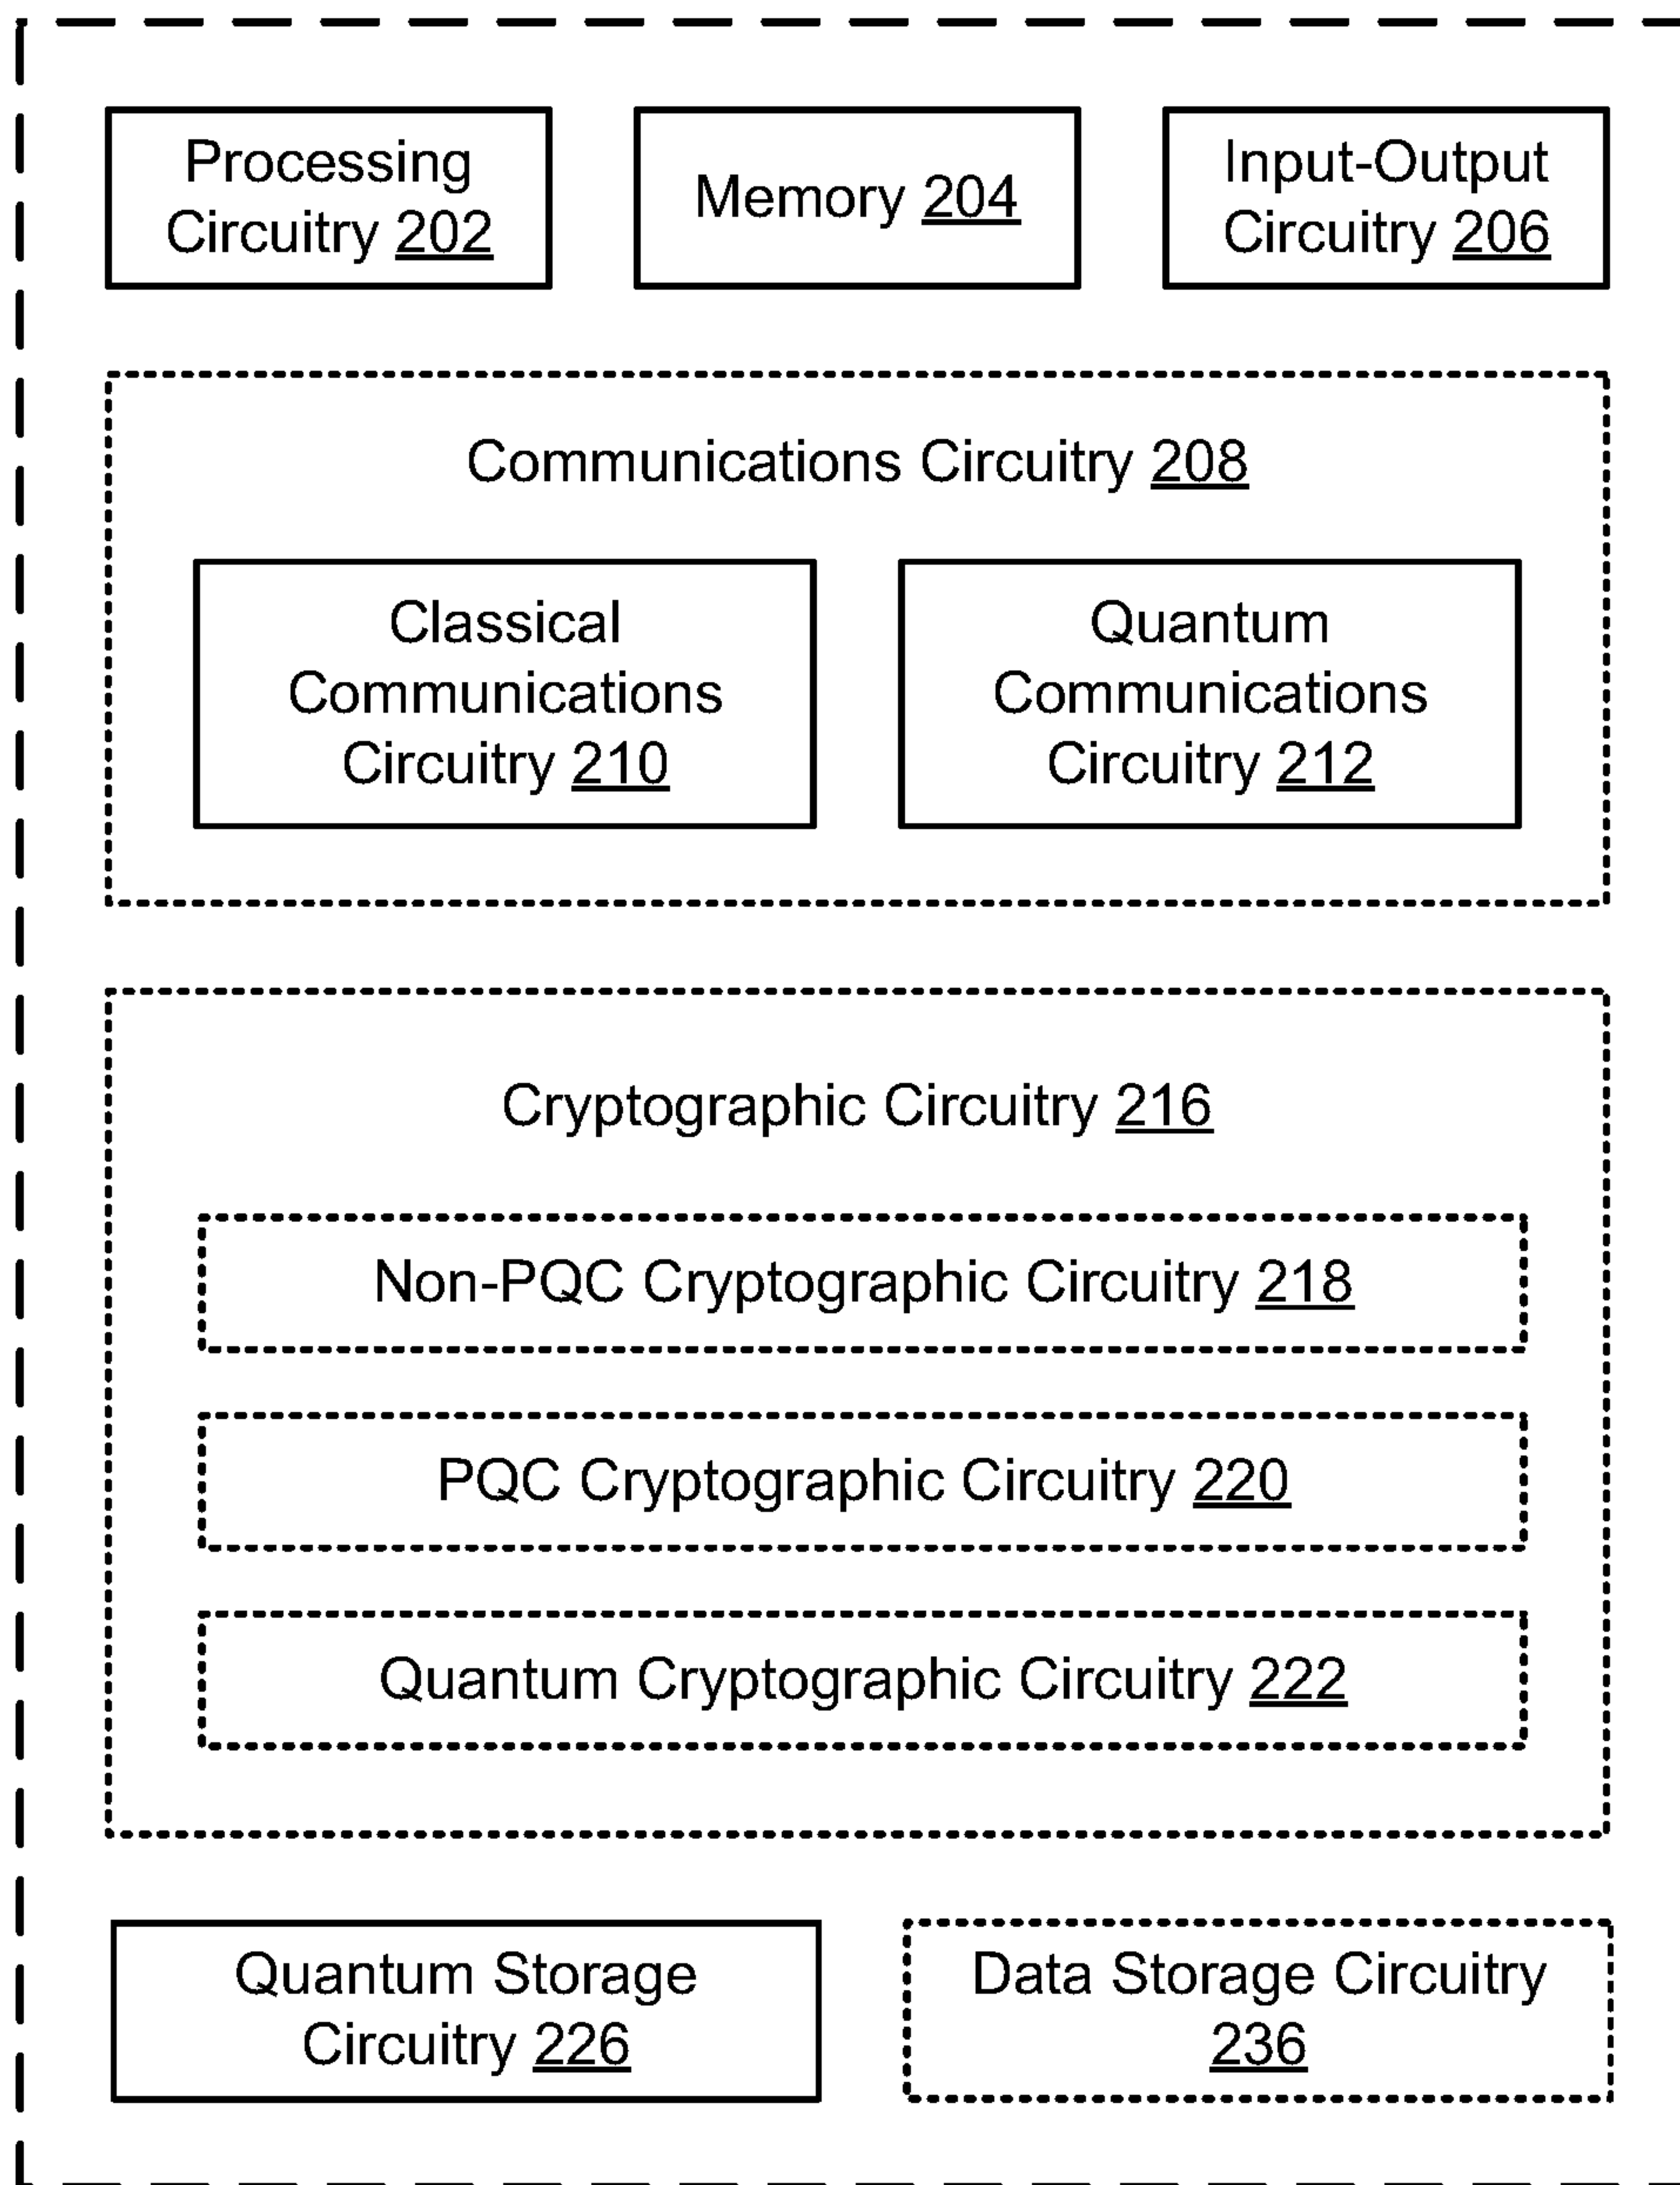 Processing
Circuitry 202
Memory 204
Input-Output
Circuitry 206
Communications Circuitry 208
Classical
Communications
Circuitry 210
Quantum
Communications
Circuitry 212
Cryptographic Circuitry 216
Non-PQC Cryptographic Circuitry 218
PQC Cryptographic Circuitry 220
Quantum Cryptographic Circuitry 222
Quantum Storage
Circuitry 226
Data Storage Circuitry
236